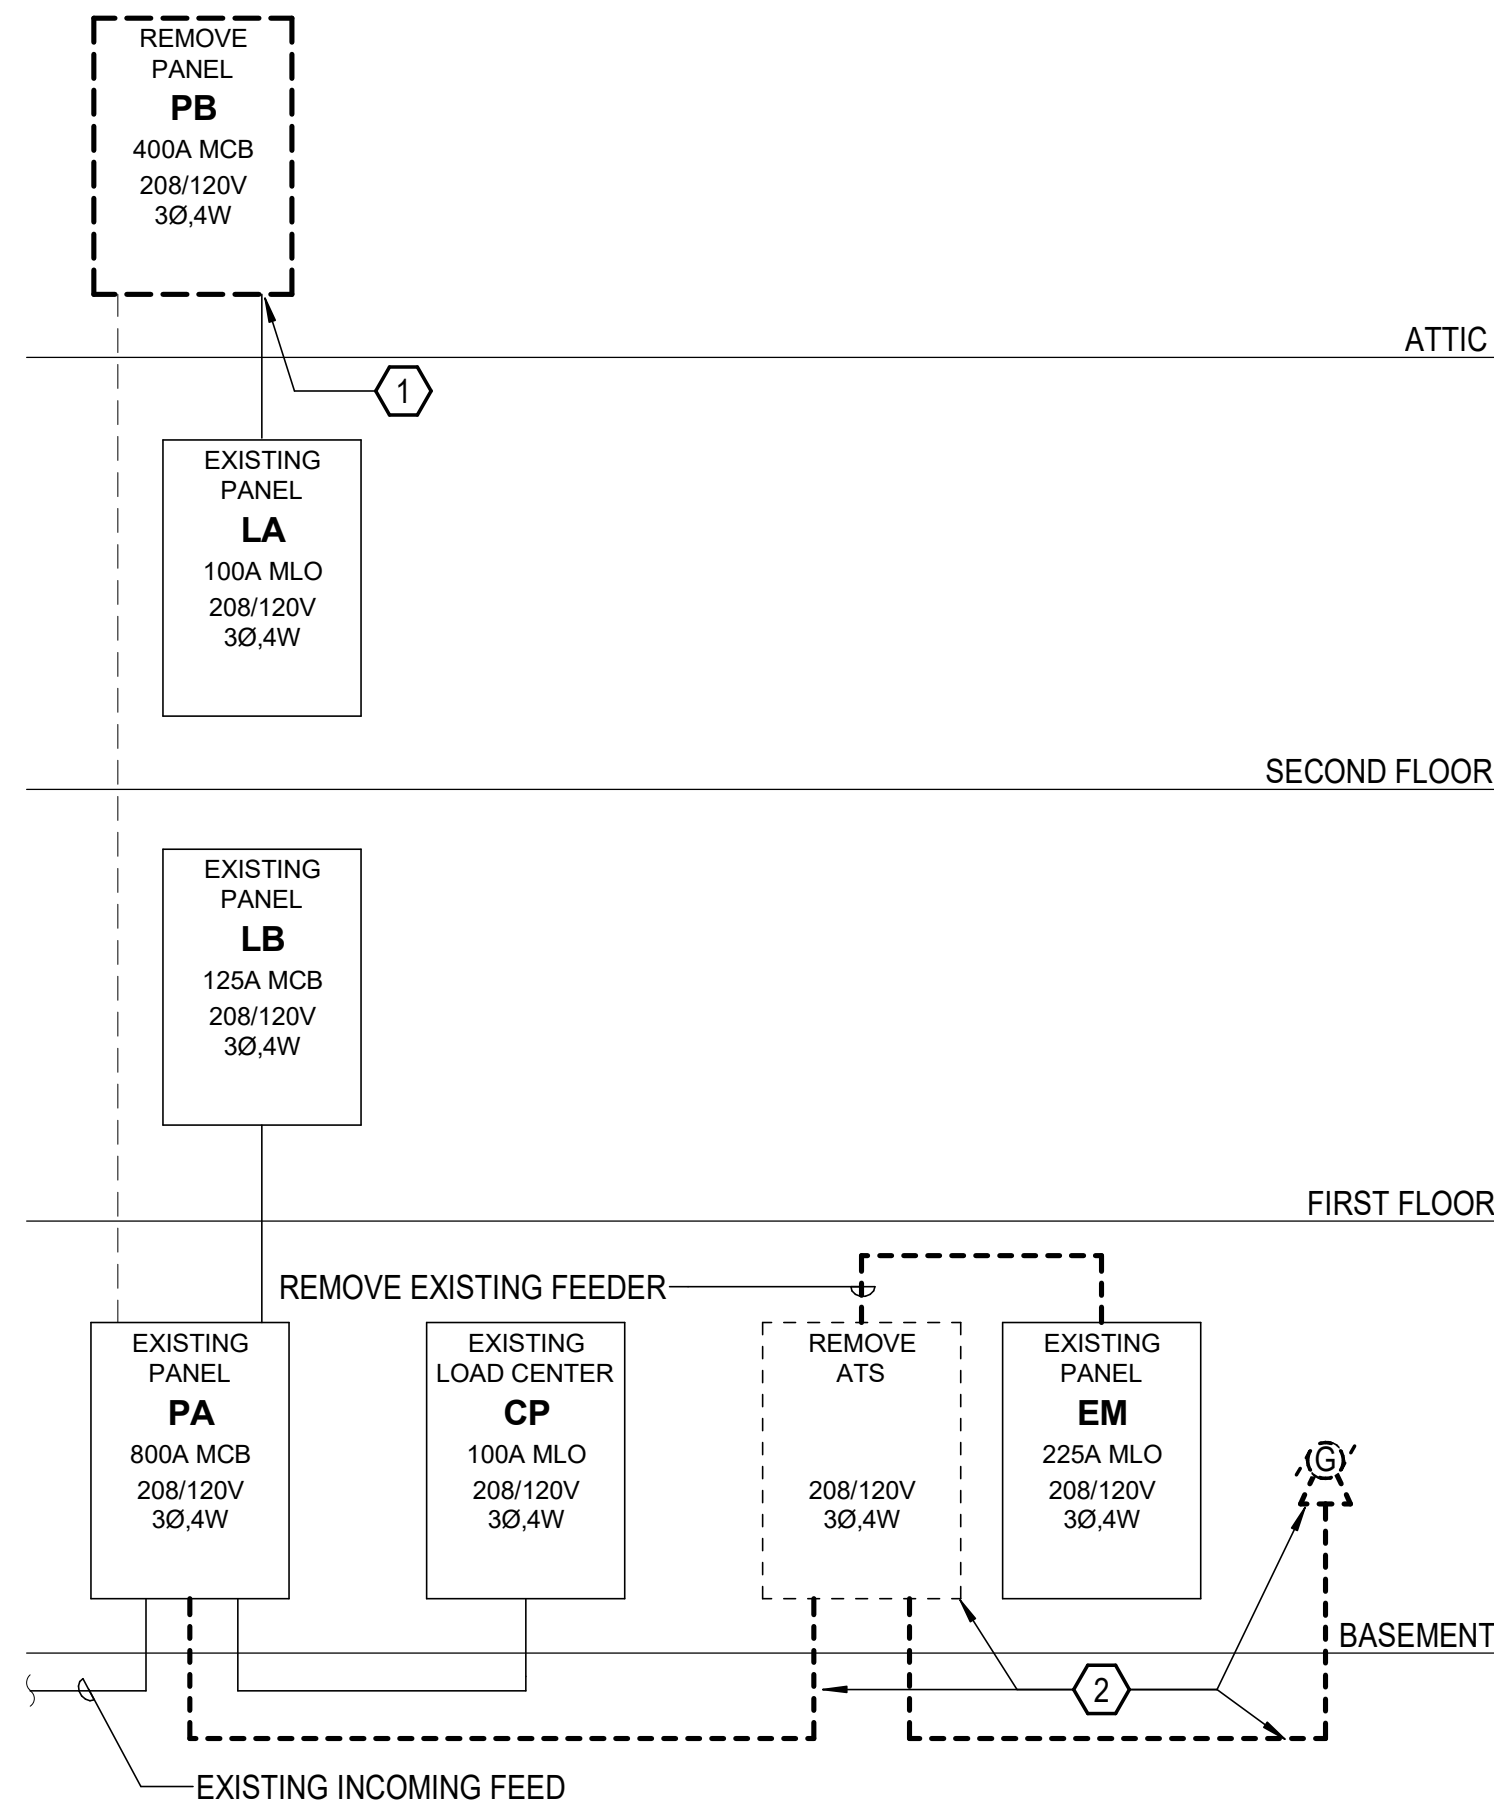 REMOVE
PANEL
PB
400A MCB
208/120V
3Ø,4W
ATTIC
1
EXISTING
PANEL
LA
100A MLO
208/120V
3Ø,4W
SECOND FLOOR
EXISTING
PANEL
LB
125A MCB
208/120V
3Ø,4W
FIRST FLOOR
REMOVE EXISTING FEEDER
EXISTING
PANEL
PA
800A MCB
208/120V
3Ø,4W
EXISTING
LOAD CENTER
CP
100A MLO
208/120V
3Ø,4W
REMOVE
ATS
208/120V
3Ø,4W
EXISTING
PANEL
EM
225A MLO
208/120V
3Ø,4W
G
BASEMENT
2
EXISTING INCOMING FEED